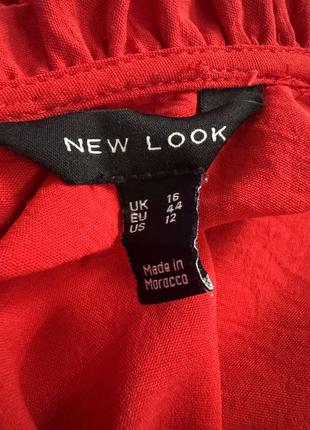 NEW LOOK
UK 16
EU 44
US 12
Made in
Morocco